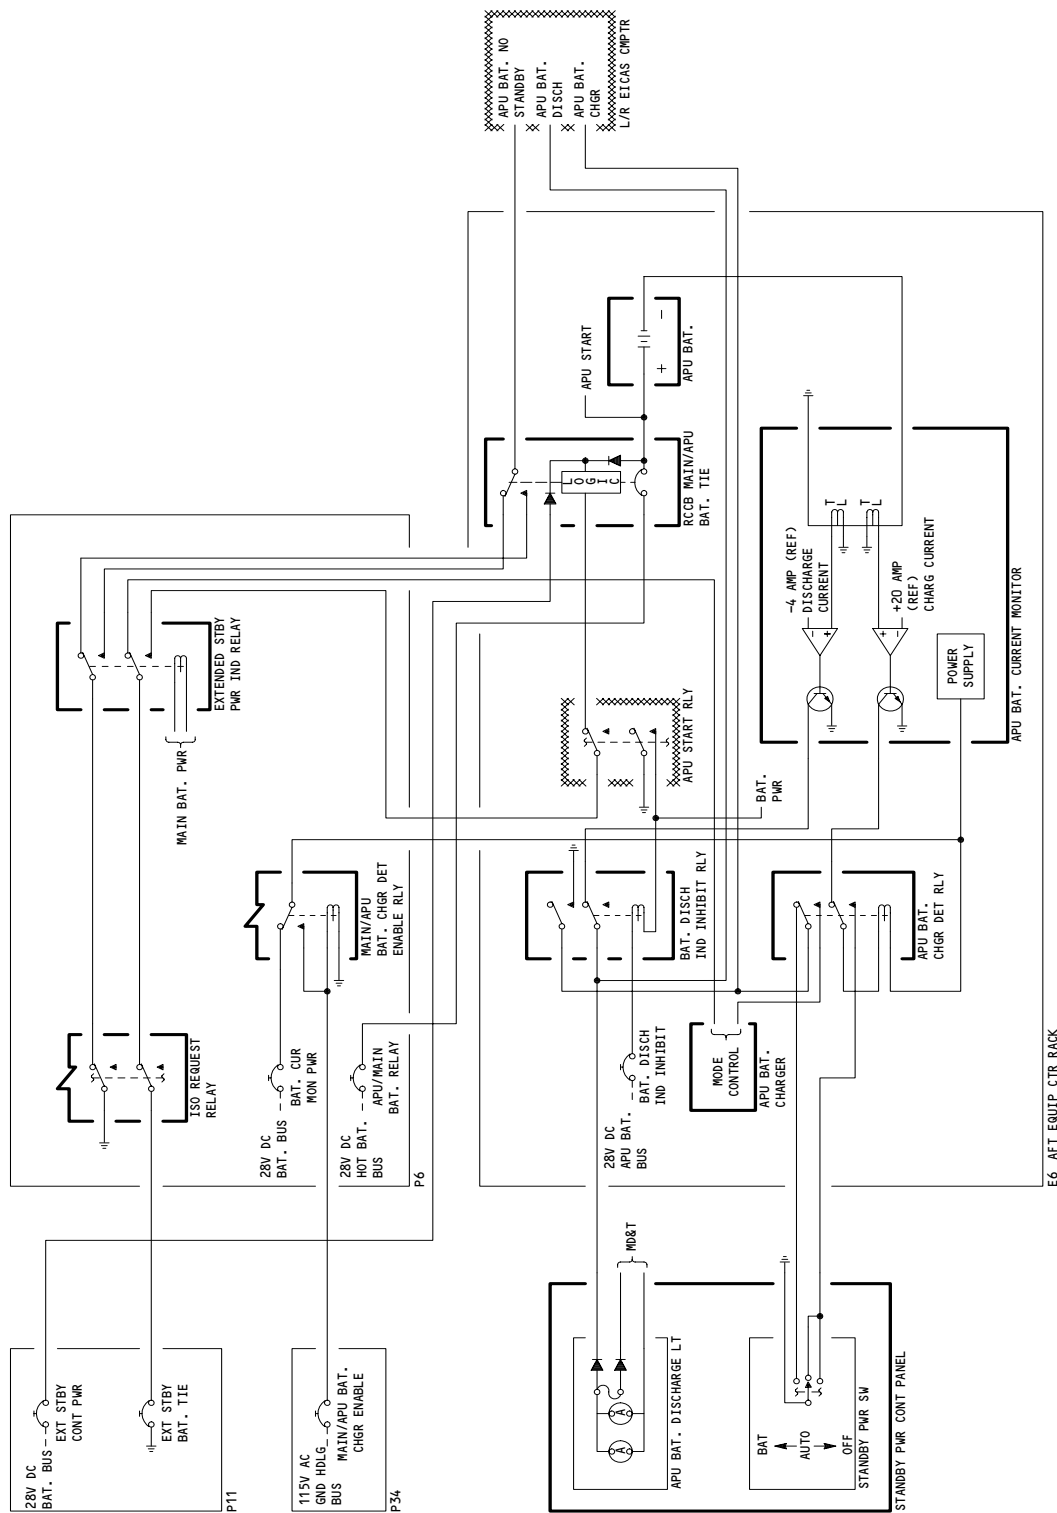 28V DC
BAT. BUS
EXT STBY
CONT PWR
EXT STBY
BAT. TIE
P11
115V AC
GND HDLG
BUS
MAIN/APU BAT.
CHGR ENABLE
P34
ISO REQUEST
RELAY
MAIN BAT. PWR
EXTENDED STBY
PWR IND RELAY
28V DC
BAT. BUS
BAT. CUR
MON PWR
28V DC
HOT BAT.
BUS
APU/MAIN
BAT. RELAY
MAIN/APU
BAT. CHGR DET
ENABLE RLY
P6
APU BAT. NO
STANDBY
APU BAT.
DISCH
APU BAT.
CHGR
L/R EICAS CMPTR
APU START
+
-
APU BAT.
LOGIC
RCCB MAIN/APU
BAT. TIE
APU START RLY
BAT.
PWR
BAT. DISCH
IND INHIBIT RLY
28V DC
APU BAT.
BUS
BAT. DISCH
IND INHIBIT
MODE
CONTROL
APU BAT.
CHARGER
APU BAT.
CHGR DET RLY
-4 AMP (REF)
DISCHARGE
CURRENT
-
+
T
L
T
L
+20 AMP
(REF)
CHARG CURRENT
+
-
POWER
SUPPLY
APU BAT. CURRENT MONITOR
E6 AFT EQUIP CTR RACK
MD&T
A
A
APU BAT. DISCHARGE LT
BAT
AUTO
OFF
STANDBY PWR SW
STANDBY PWR CONT PANEL